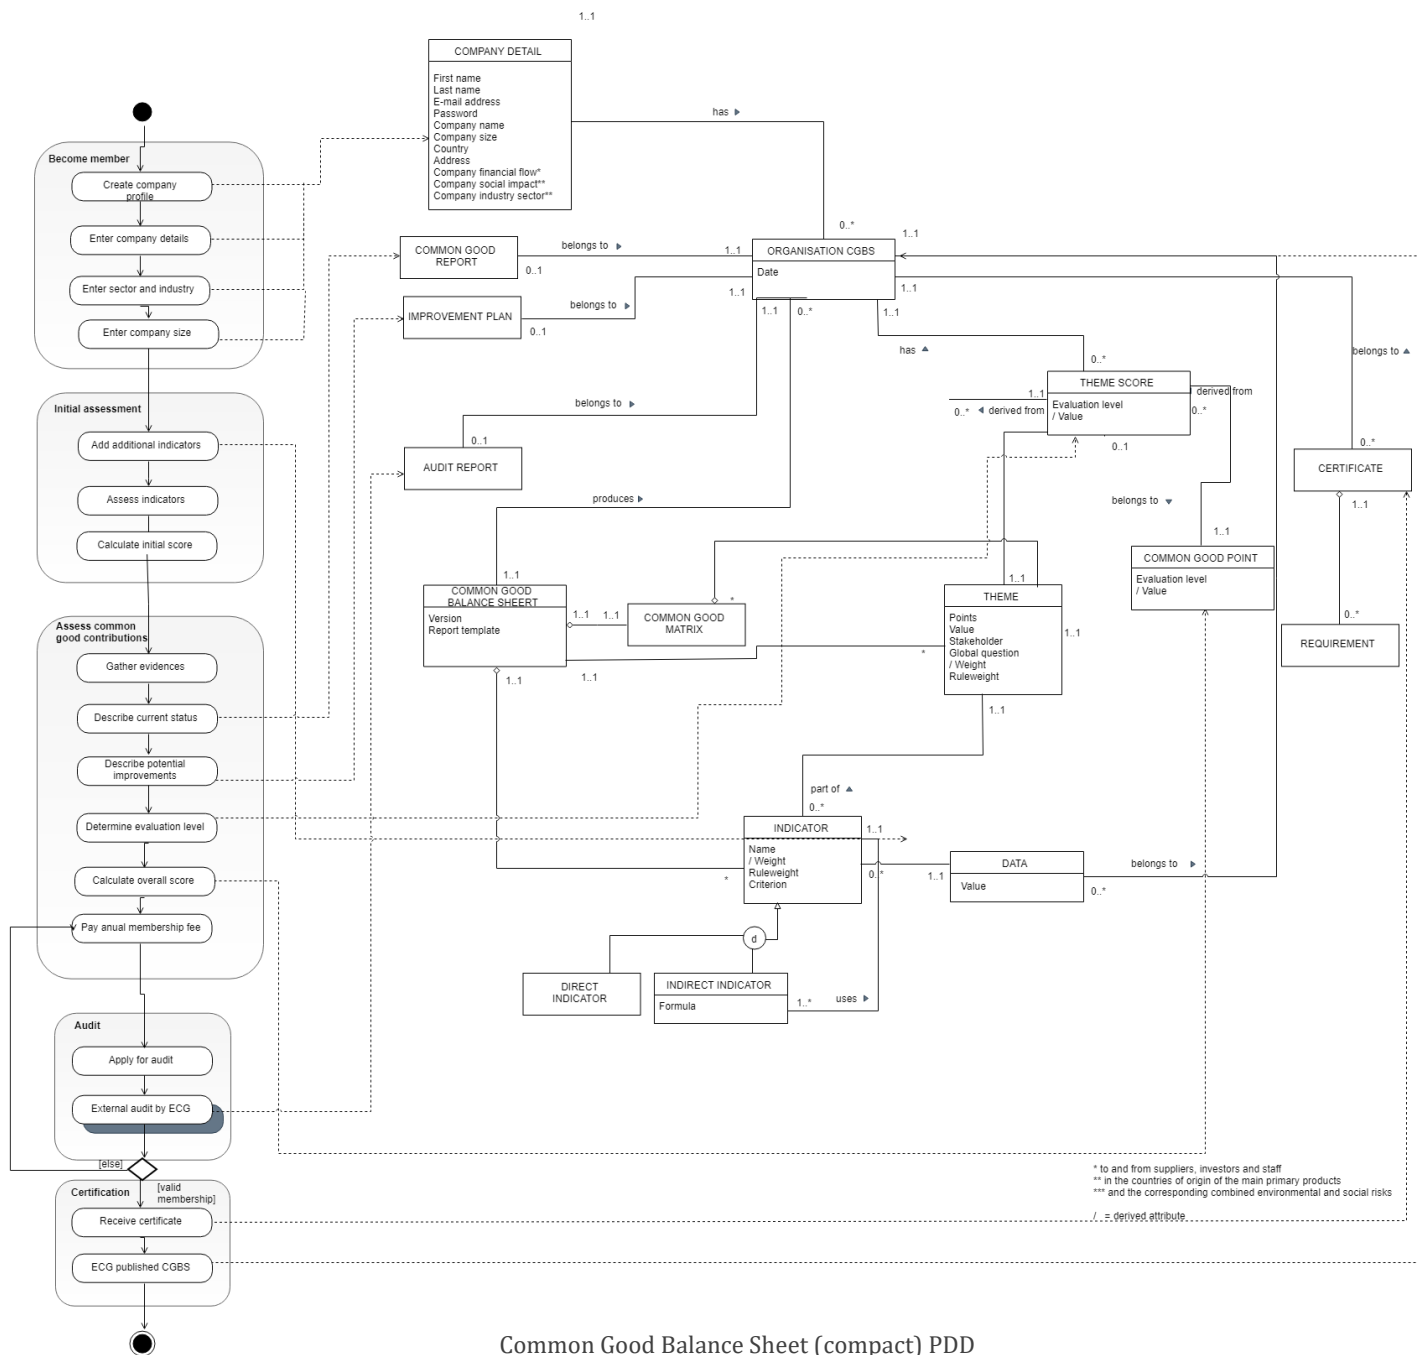 1..1
COMPANY DETAIL
First name
Last name
E-mail address
Password
Company name
Company size
Country
Address
Company financial flow*
Company social impact**
Company industry sector**
has
0..*
1..1
Become member
Create company
profile
Enter company details
Enter sector and industry
Enter company size
COMMON GOOD
REPORT
belongs to
0..1
1..1
ORGANISATION CGBS
Date
IMPROVEMENT PLAN
belongs to
0..1
1..1
1..1
0..*
1..1
1..1
has
0..*
belongs to
0..*
Initial assessment
Add additional indicators
Assess indicators
Calculate initial score
belongs to
0..1
AUDIT REPORT
THEME SCORE
Evaluation level
/ Value
1..1
0..*
derived from
derived from
0..*
0..1
CERTIFICATE
1..1
produces
1..1
belongs to
1..1
COMMON GOOD POINT
Evaluation level
/ Value
COMMON GOOD
BALANCE SHEERT
Version
Report template
1..1
1..1
*
COMMON GOOD
MATRIX
1..1
THEME
Points
Value
Stakeholder
Global question
/ Weight
Ruleweight
1..1
*
1..1
1..1
1..1
0..*
REQUIREMENT
Assess common
good contributions
Gather evidences
Describe current status
Describe potential
improvements
Determine evaluation level
Calculate overall score
Pay anual membership fee
part of
0..*
INDICATOR
Name
/ Weight
Ruleweight
Criterion
1..1
0..*
*
1..1
DATA
Value
belongs to
0..*
d
DIRECT
INDICATOR
INDIRECT INDICATOR
Formula
1..*
uses
Audit
Apply for audit
External audit by ECG
[else]
[valid
membership]
Certification
Receive certificate
ECG published CGBS
* to and from suppliers, investors and staff
** in the countries of origin of the main primary products
*** and the corresponding combined environmental and social risks
/ = derived attribute
Common Good Balance Sheet (compact) PDD